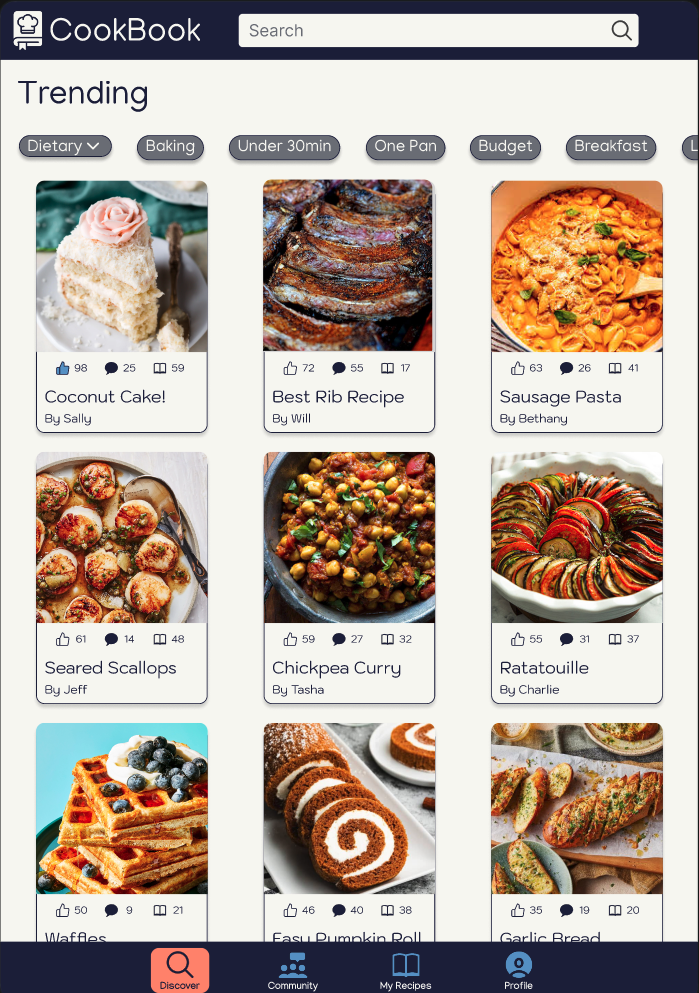 CookBook
Search
Trending
Dietary Baking Under 30min One Pan Budget Breakfast L
98 25 59
Coconut Cake!
By Sally
72 55 17
Best Rib Recipe
By Will
63 26 41
Sausage Pasta
By Bethany
61 14 48
Seared Scallops
By Jeff
59 27 32
Chickpea Curry
By Tasha
55 31 37
Ratatouille
By Charlie
50 9 21
Waffles
46 40 38
Easy Pumpkin Roll
35 19 20
Garlic Bread
Discover Community My Recipes Profile